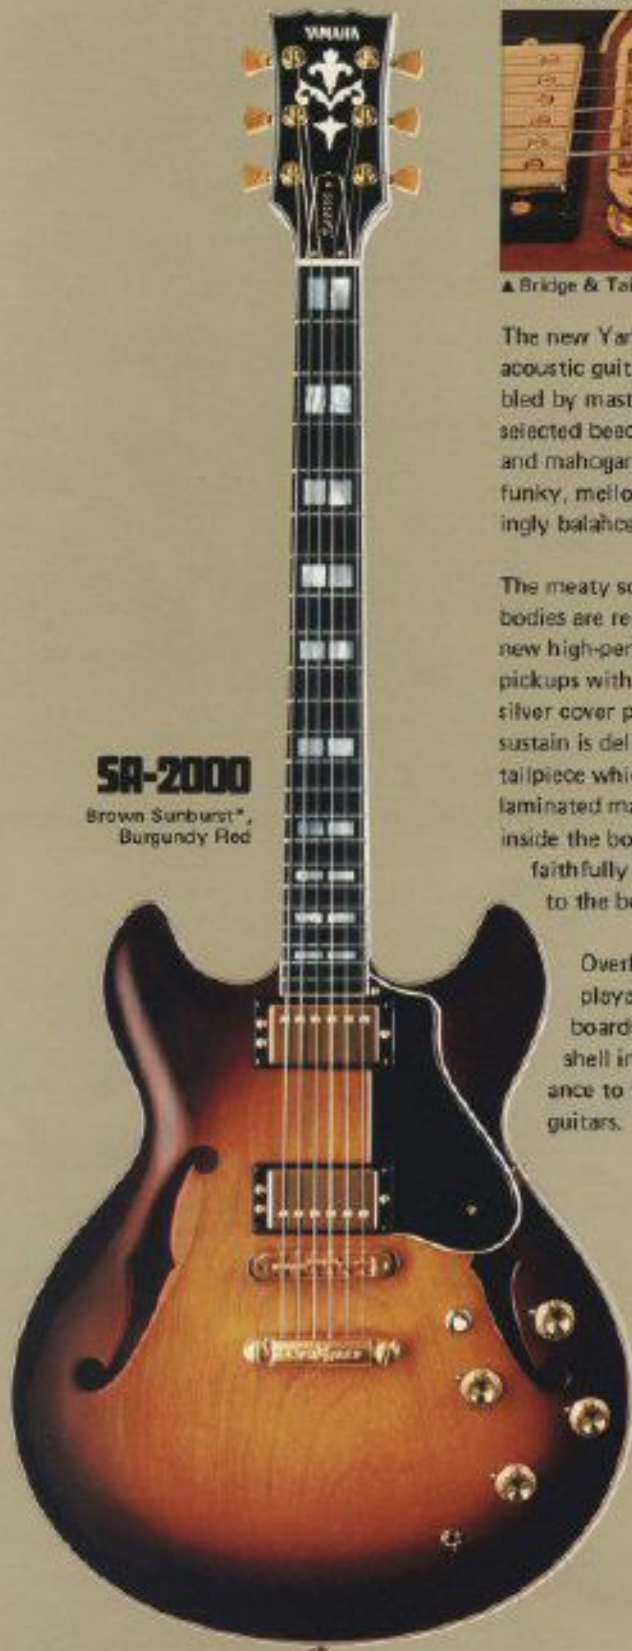 YAMAHA
▲ Bridge & Tai
The new Yar
acoustic guit
bled by mast
selected beec
and mahogar
funky, mello
ingly balance
The meaty so
bodies are re
new high-per
pickups with
silver cover p
sustain is del
tailpiece whic
laminated ma
inside the bo
faithfully
to the be
SA-2000
Brown Sunburst*,
Burgundy Red
Overl
playa
board
shell in
ance to
guitars.